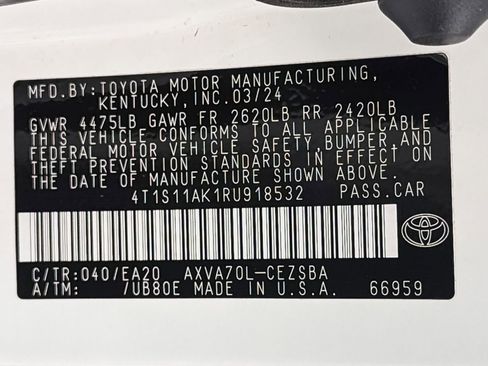 MFD.BY:TOYOTA MOTOR MANUFACTURING,
KENTUCKY,INC.03/24
GVWR 4475LB GAWR FR 2620LB RR 2420LB
THIS VEHICLE CONFORMS TO ALL APPLICABLE
FEDERAL MOTOR VEHICLE SAFETY,BUMPER,AND
THEFT PREVENTION STANDARDS IN EFFECT ON
THE DATE OF MANUFACTURE SHOWN ABOVE.
4T1S11AK1RU918532 PASS.CAR
C/TR:040/EA20 AXVA70L-CEZSBA
A/TM: 7UB80E MADE IN U.S.A. 66959